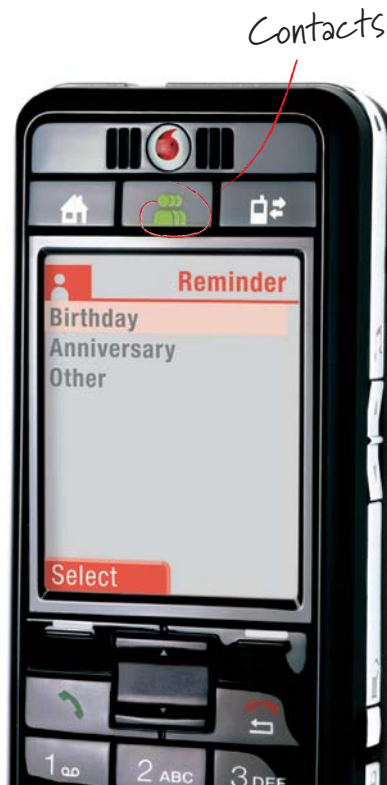 Contacts
Reminder
Birthday
Anniversary
Other
Select
1
2 ABC
3 DEF